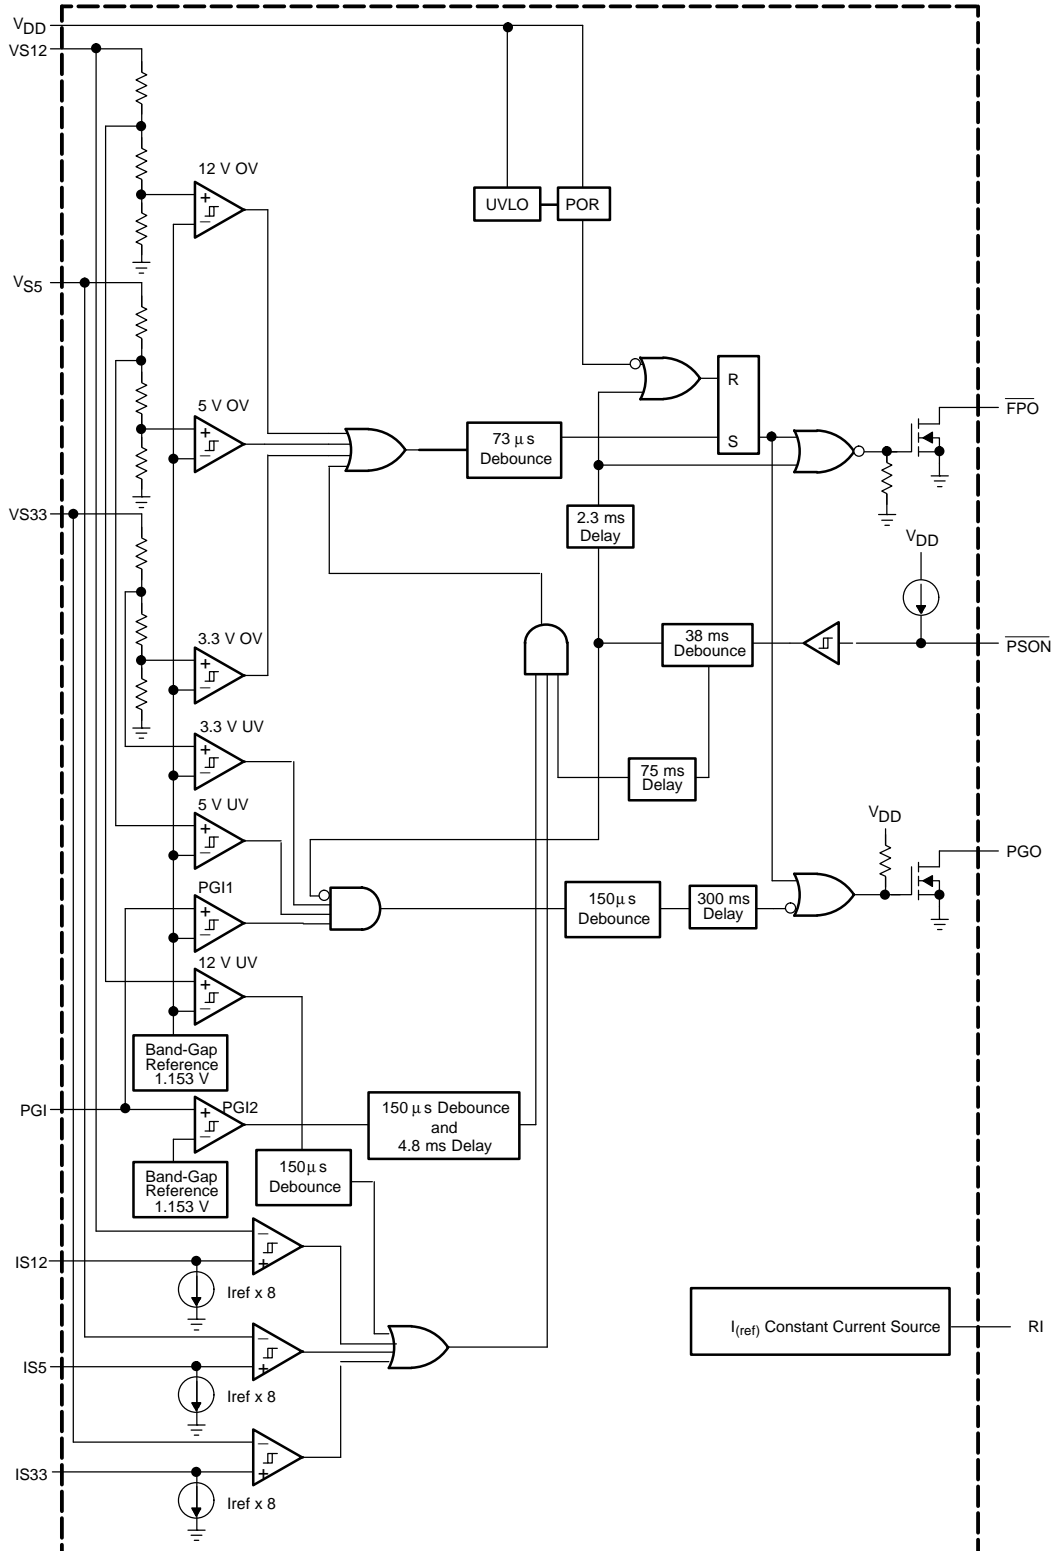 VDD
VS12
12 V OV
+
−
UVLO
POR
VS5
5 V OV
+
−
R
S
FPO
73 μs
Debounce
2.3 ms
Delay
VS33
VDD
3.3 V OV
+
−
38 ms
Debounce
PSON
3.3 V UV
+
−
75 ms
Delay
5 V UV
+
−
VDD
PGO
PGI1
+
−
150μs
Debounce
300 ms
Delay
12 V UV
+
−
Band-Gap
Reference
1.153 V
PGI
PGI2
+
−
150 μs Debounce
and
4.8 ms Delay
Band-Gap
Reference
1.153 V
150μs
Debounce
−
+
IS12
Iref x 8
I(ref) Constant Current Source
RI
−
+
IS5
Iref x 8
−
+
IS33
Iref x 8